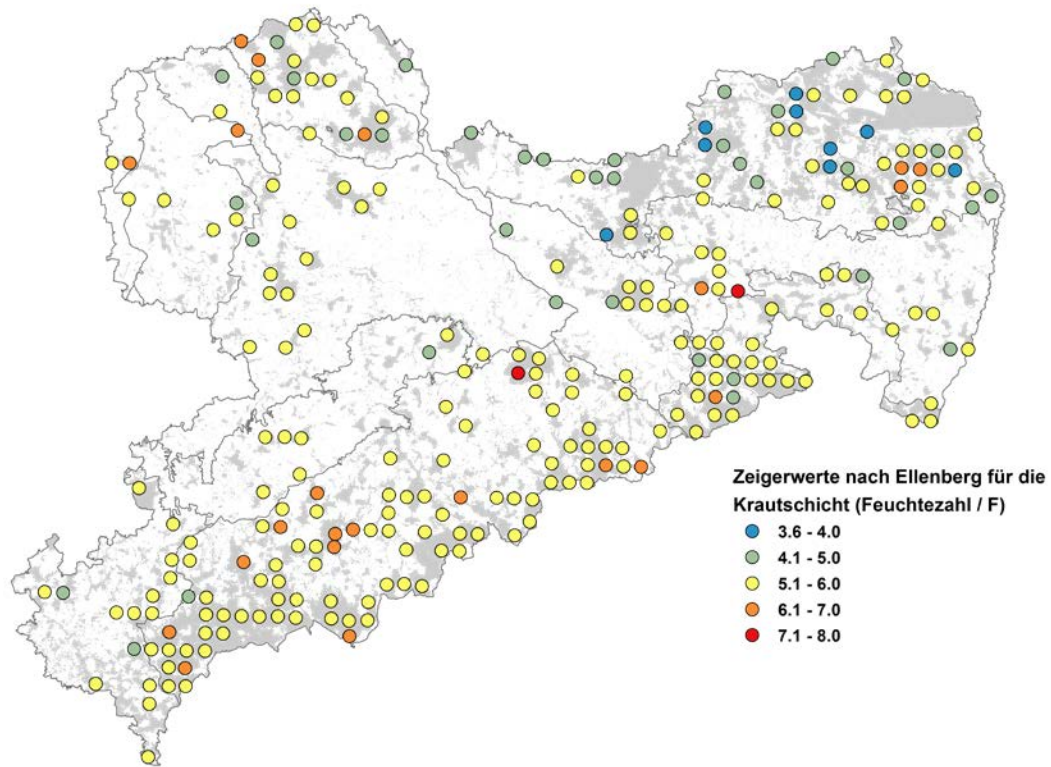 Zeigerwerte nach Ellenberg für die
Krautschicht (Feuchtezahl / F)
3.6 - 4.0
4.1 - 5.0
5.1 - 6.0
6.1 - 7.0
7.1 - 8.0